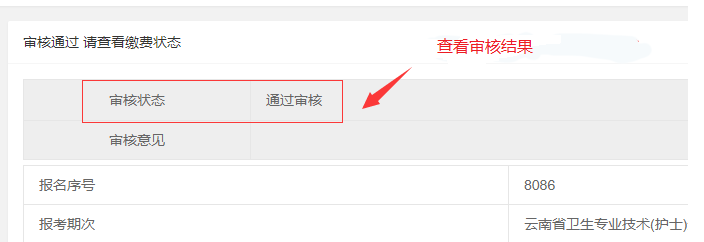 审核通过 请查看缴费状态
查看审核结果
审核状态 通过审核
审核意见
报名序号 8086
报考期次 云南省卫生专业技术(护士)